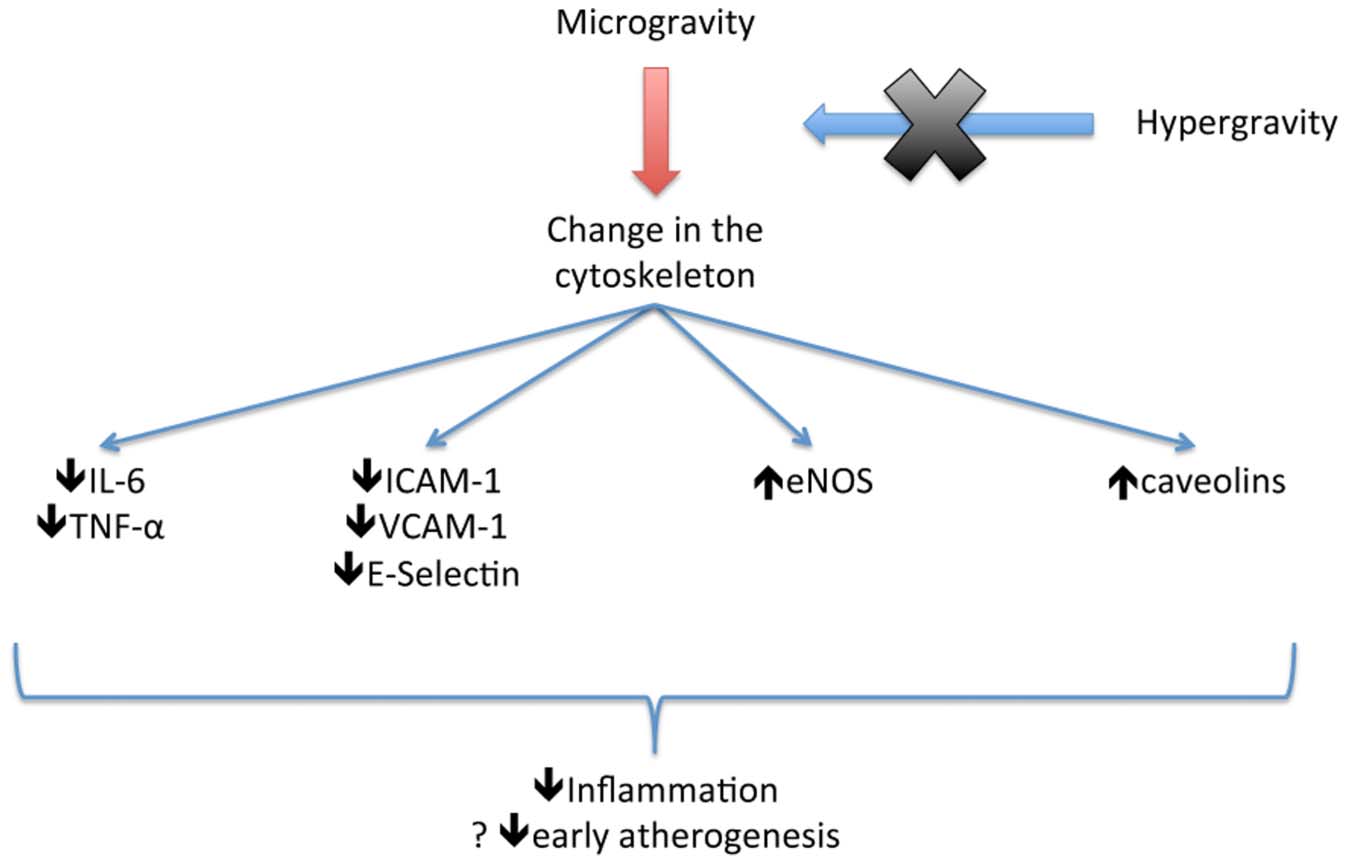 Microgravity
Hypergravity
Change in the
cytoskeleton
↓IL-6
↓TNF-α
↓ICAM-1
↓VCAM-1
↓E-Selectin
↑eNOS
↑caveolins
↓Inflammation
? ↓early atherogenesis